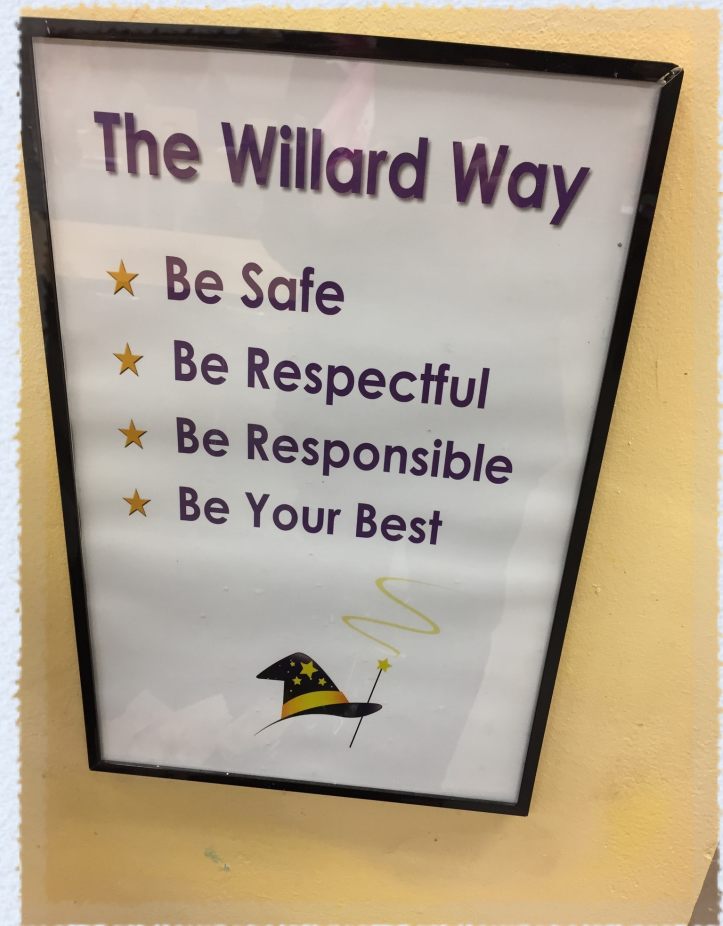 The Willard Way
Be Safe
Be Respectful
Be Responsible
Be Your Best